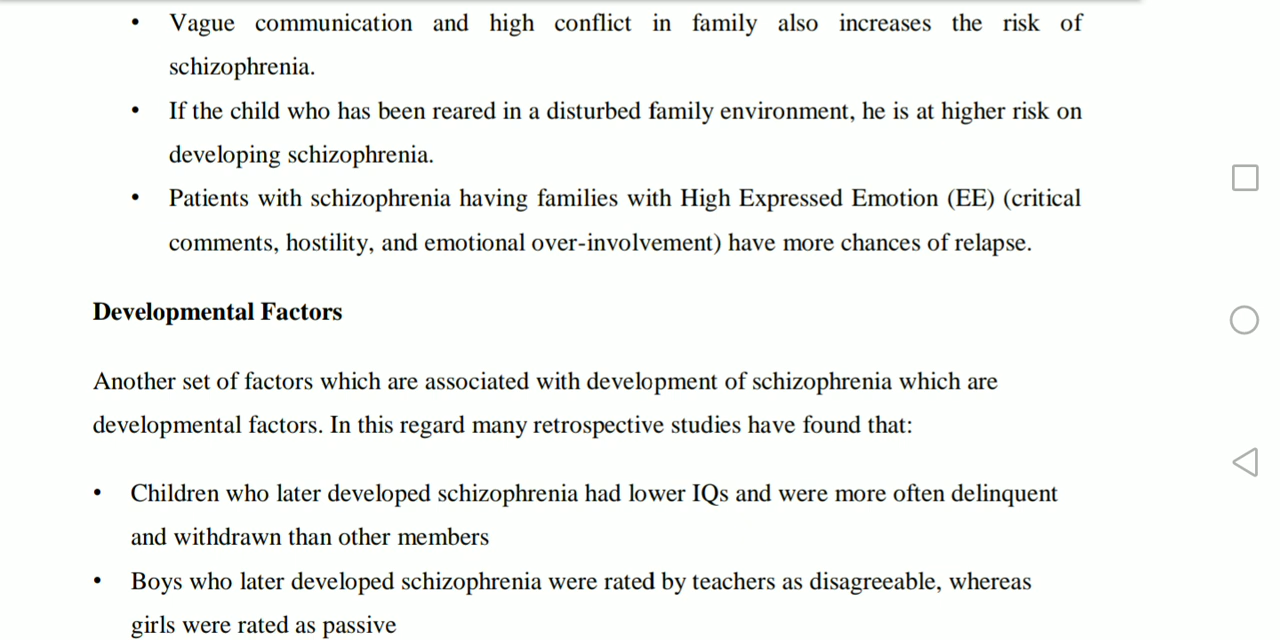 • Vague communication and high conflict in family also increases the risk of
schizophrenia.
• If the child who has been reared in a disturbed family environment, he is at higher risk on
developing schizophrenia.
• Patients with schizophrenia having families with High Expressed Emotion (EE) (critical
comments, hostility, and emotional over-involvement) have more chances of relapse.
Developmental Factors
Another set of factors which are associated with development of schizophrenia which are
developmental factors. In this regard many retrospective studies have found that:
• Children who later developed schizophrenia had lower IQs and were more often delinquent
and withdrawn than other members
• Boys who later developed schizophrenia were rated by teachers as disagreeable, whereas
girls were rated as passive